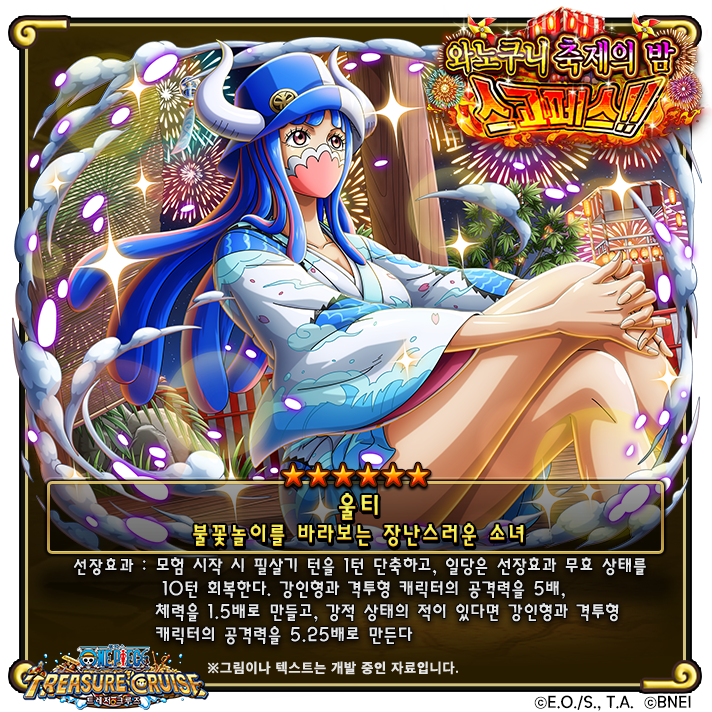 와노쿠니 축제의 밤
스고페스!!
울티
불꽃놀이를 바라보는 장난스러운 소녀
선장효과 : 모험 시작 시 필살기 턴을 1턴 단축하고, 일당은 선장효과 무효 상태를
10턴 회복한다. 강인형과 격투형 캐릭터의 공격력을 5배,
체력을 1.5배로 만들고, 강적 상태의 적이 있다면 강인형과 격투형
캐릭터의 공격력을 5.25배로 만든다
ONE PIECE
TREASURE CRUISE
트레저 크루즈
※그림이나 텍스트는 개발 중인 자료입니다.
©E.O./S., T.A. ©BNEI